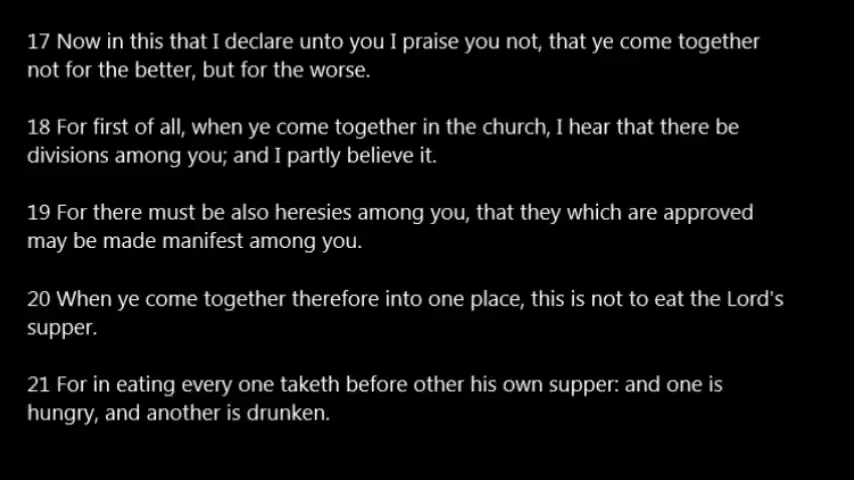 17 Now in this that I declare unto you I praise you not, that ye come together
not for the better, but for the worse.
18 For first of all, when ye come together in the church, I hear that there be
divisions among you; and I partly believe it.
19 For there must be also heresies among you, that they which are approved
may be made manifest among you.
20 When ye come together therefore into one place, this is not to eat the Lord's
supper.
21 For in eating every one taketh before other his own supper: and one is
hungry, and another is drunken.